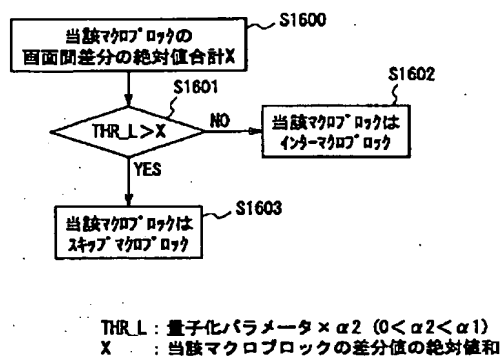 S1600
当該マクロブロックの
画面間差分の絶対値合計X
S1601
THR_L>X
NO
S1602
当該マクロブロックは
インターマクロブロック
YES
S1603
当該マクロブロックは
スキップマクロブロック
THR_L:量子化パラメータ×α2 (0<α2<α1)
X :当該マクロブロックの差分値の絶対値和